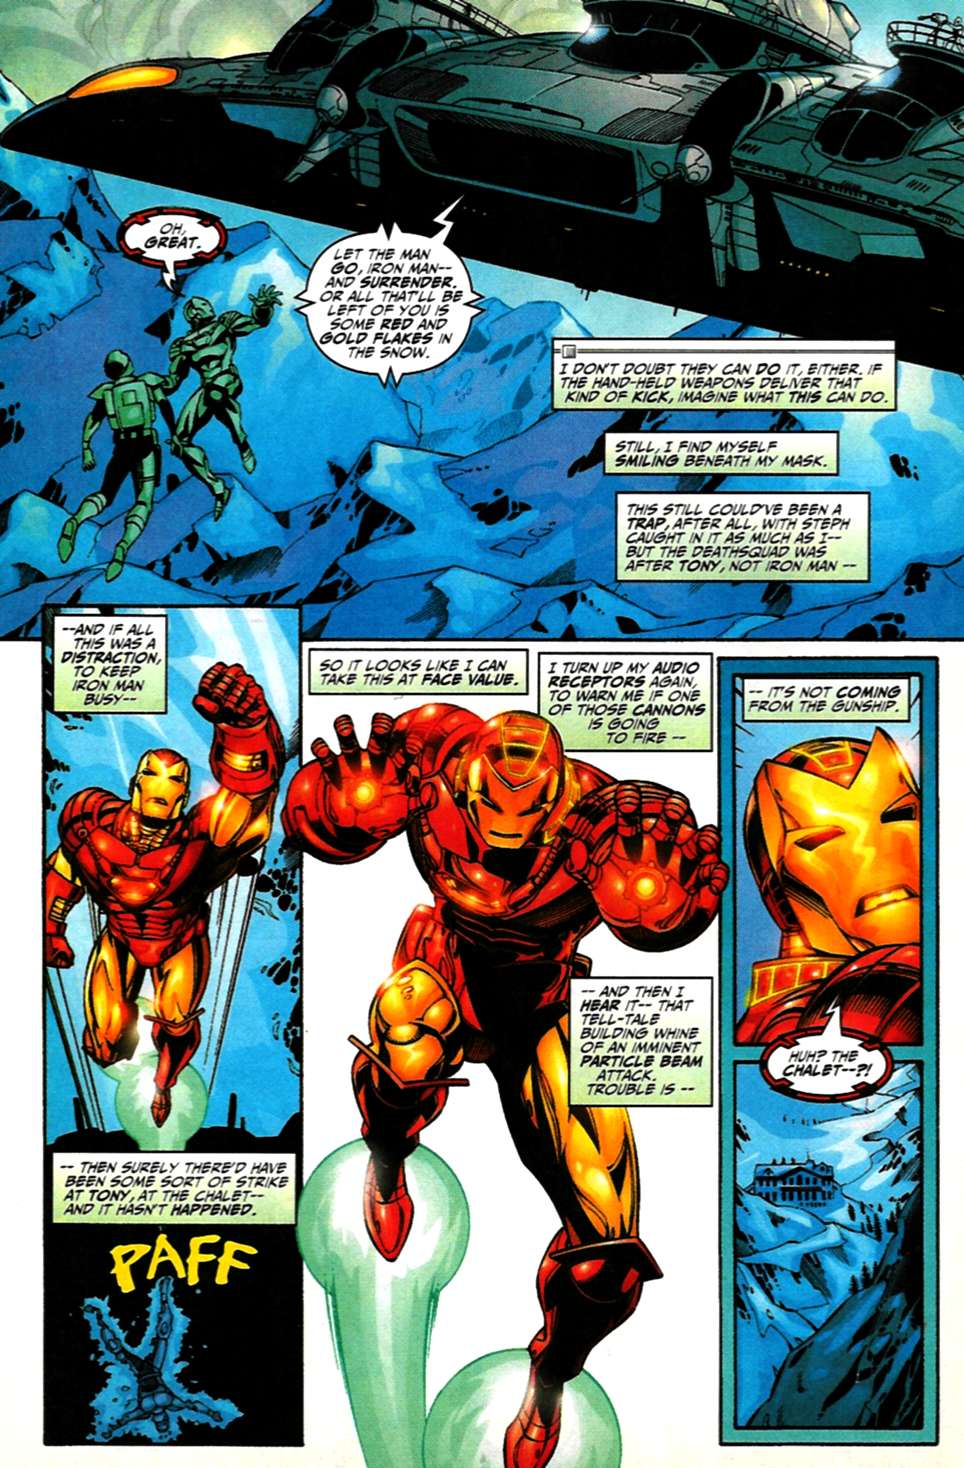 OH,
GREAT.
LET THE MAN
GO, IRON MAN--
AND SURRENDER.
OR ALL THAT'LL BE
LEFT OF YOU IS
SOME RED AND
GOLD FLAKES IN
THE SNOW.
I DON'T DOUBT THEY CAN DO IT, EITHER. IF
THE HAND-HELD WEAPONS DELIVER THAT
KIND OF KICK, IMAGINE WHAT THIS CAN DO.
STILL, I FIND MYSELF
SMILING BENEATH MY MASK.
THIS STILL COULD'VE BEEN A
TRAP, AFTER ALL, WITH STEPH
CAUGHT IN IT AS MUCH AS I--
BUT THE DEATHSQUAD WAS
AFTER TONY, NOT IRON MAN --
--AND IF ALL
THIS WAS A
DISTRACTION,
TO KEEP
IRON MAN
BUSY--
-- THEN SURELY THERE'D HAVE
BEEN SOME SORT OF STRIKE
AT TONY, AT THE CHALET--
AND IT HASN'T HAPPENED.
PAFF
SO IT LOOKS LIKE I CAN
TAKE THIS AT FACE VALUE.
I TURN UP MY AUDIO
RECEPTORS AGAIN,
TO WARN ME IF ONE
OF THOSE CANNONS
IS GOING
TO FIRE --
-- AND THEN I
HEAR IT-- THAT
TELL-TALE
BUILDING WHINE
OF AN IMMINENT
PARTICLE BEAM
ATTACK.
TROUBLE IS --
-- IT'S NOT COMING
FROM THE GUNSHIP.
HUH? THE
CHALET--?!